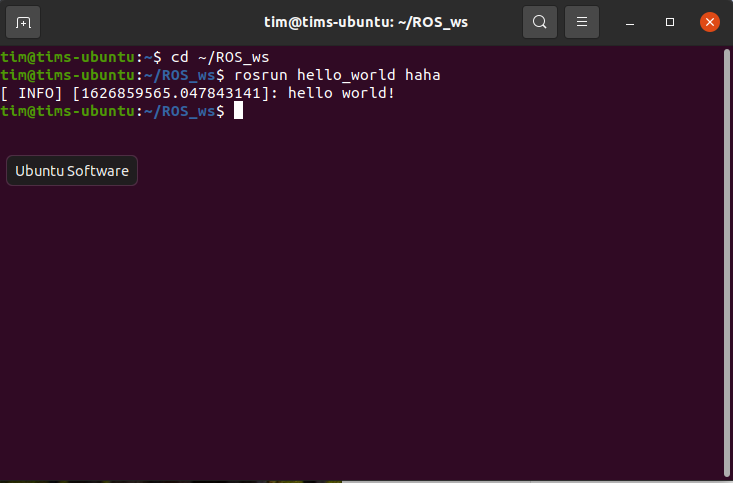 tim@tims-ubuntu: ~/ROS_ws
tim@tims-ubuntu:~$ cd ~/ROS_ws
tim@tims-ubuntu:~/ROS_ws$ rosrun hello_world haha
[ INFO] [1626859565.047843141]: hello world!
tim@tims-ubuntu:~/ROS_ws$
Ubuntu Software